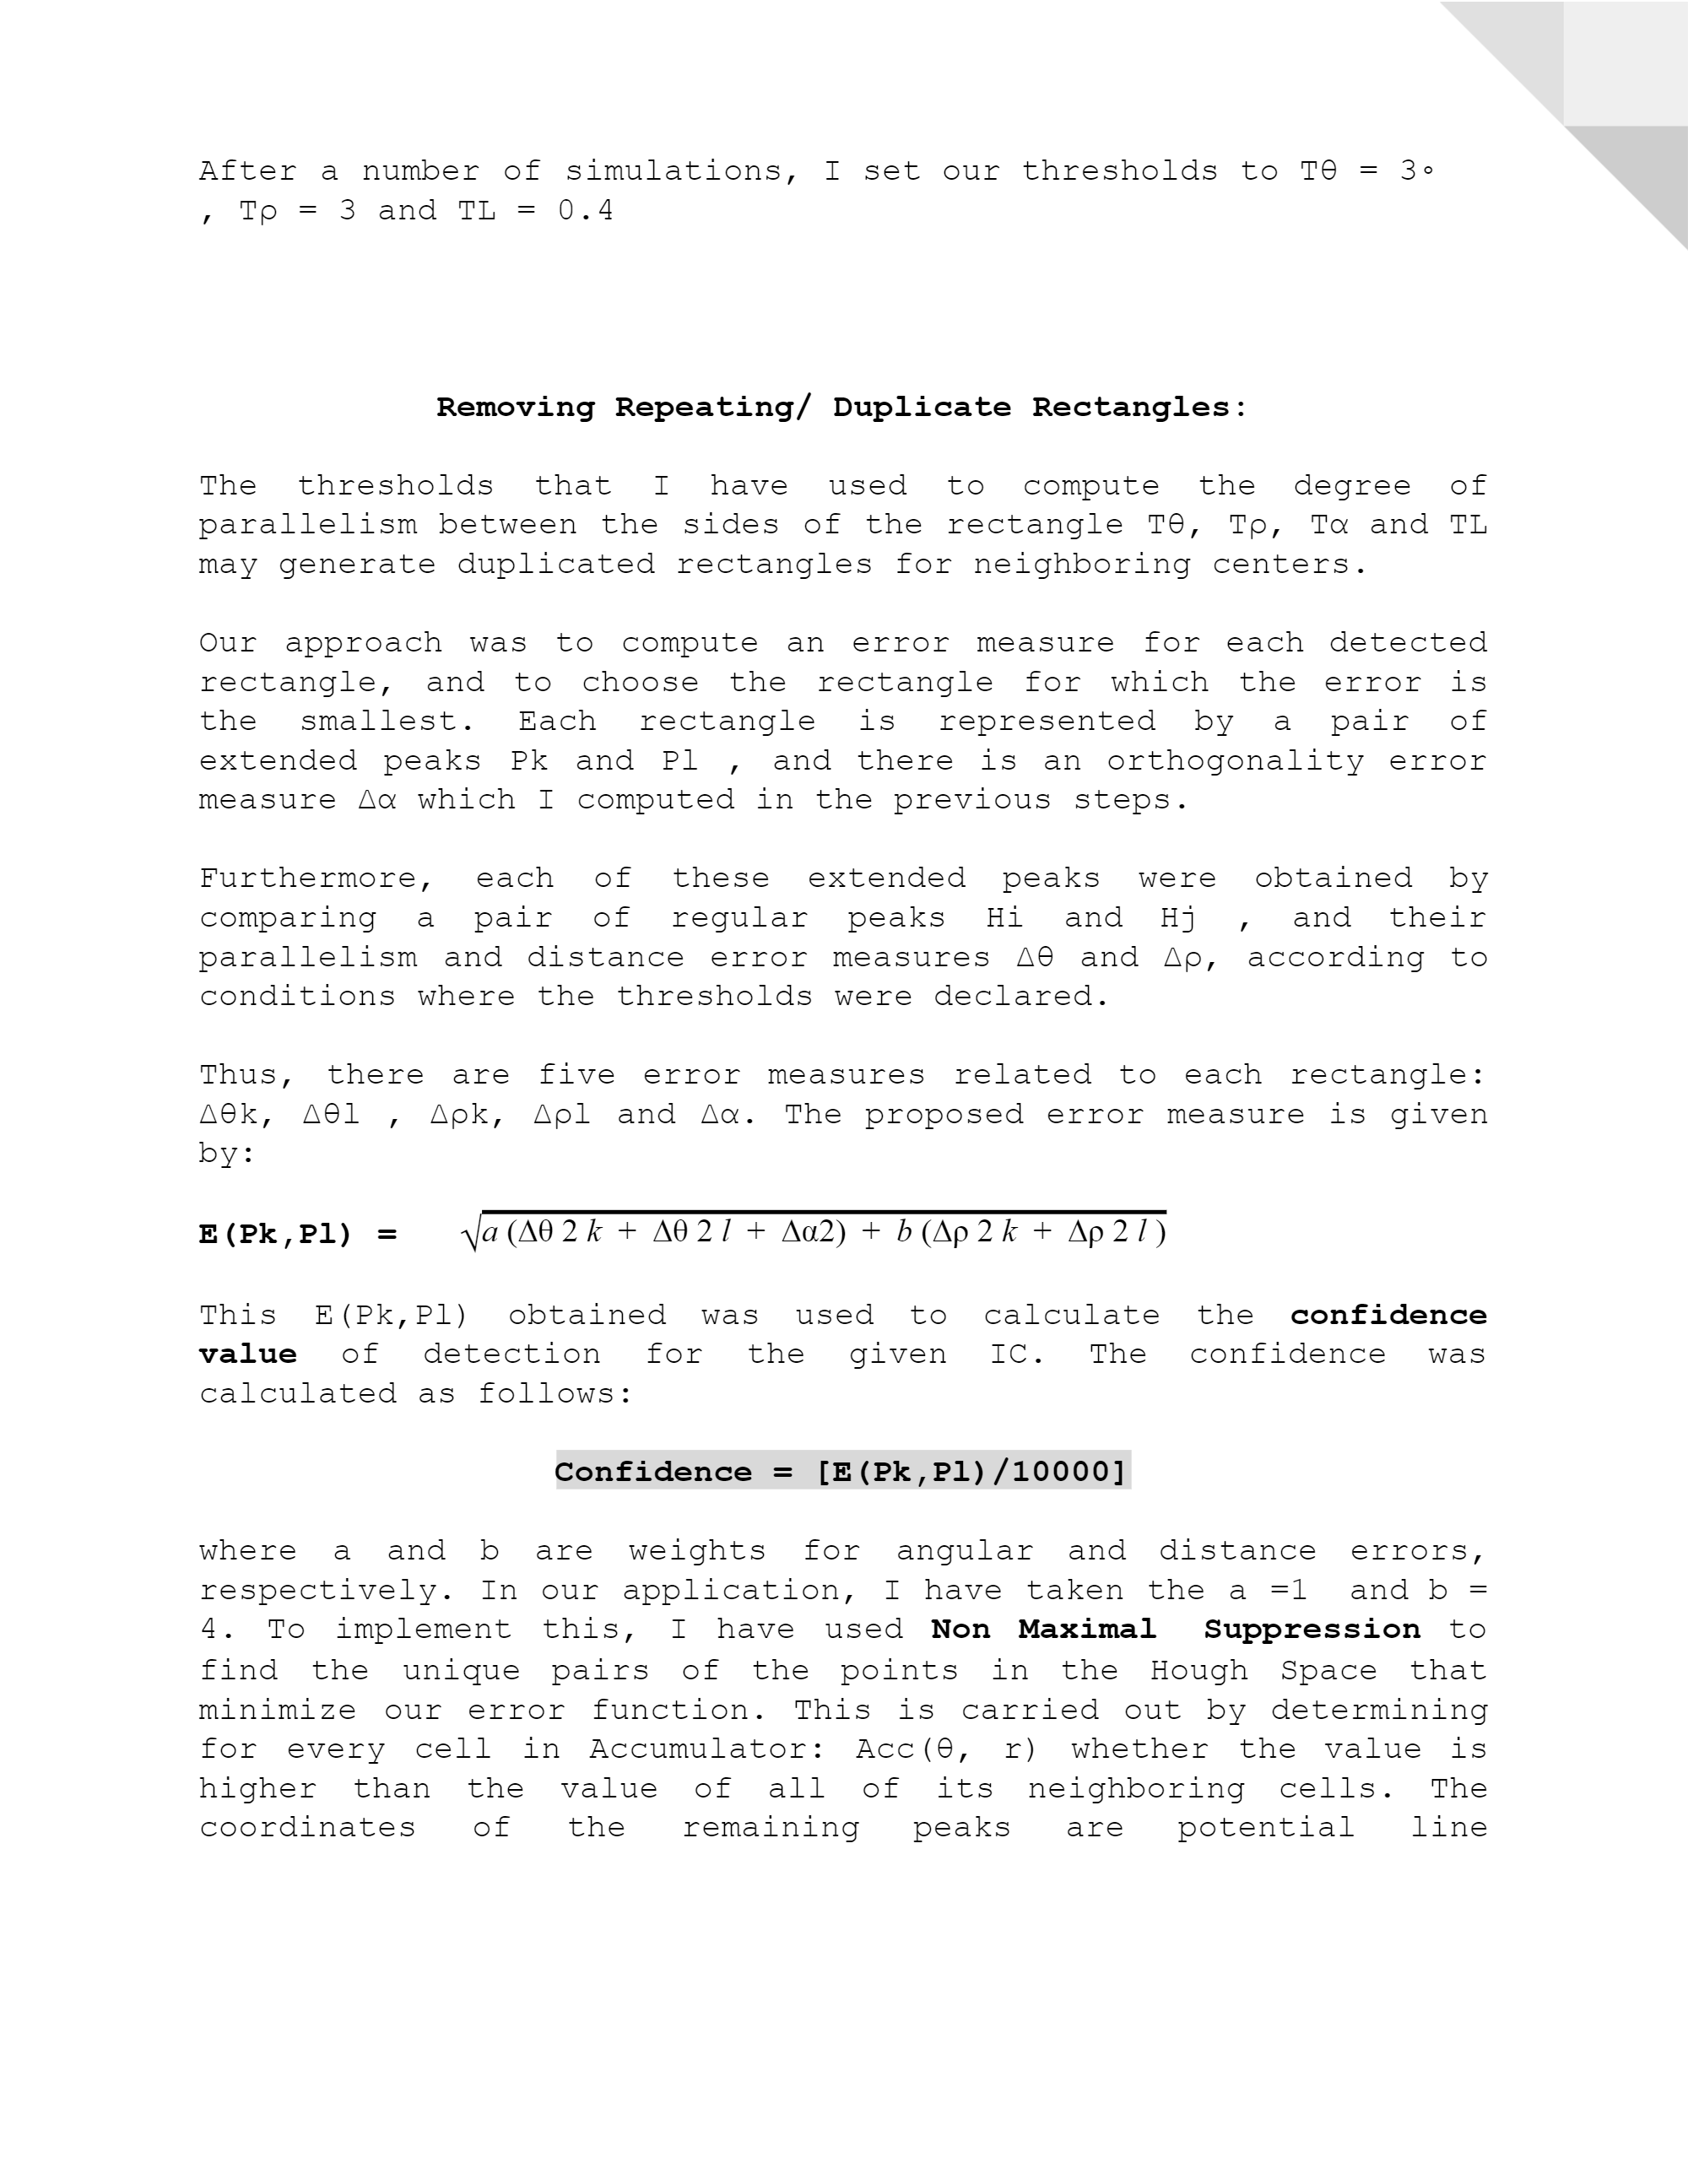 After a number of simulations, I set our thresholds to Tθ = 3∘
, Tρ = 3 and TL = 0.4
Removing Repeating/ Duplicate Rectangles:
The thresholds that I have used to compute the degree of
parallelism between the sides of the rectangle Tθ, Tρ, Tα and TL
may generate duplicated rectangles for neighboring centers.
Our approach was to compute an error measure for each detected
rectangle, and to choose the rectangle for which the error is
the smallest. Each rectangle is represented by a pair of
extended peaks Pk and Pl , and there is an orthogonality error
measure Δα which I computed in the previous steps.
Furthermore, each of these extended peaks were obtained by
comparing a pair of regular peaks Hi and Hj , and their
parallelism and distance error measures Δθ and Δρ, according to
conditions where the thresholds were declared.
Thus, there are five error measures related to each rectangle:
Δθk, Δθl , Δρk, Δρl and Δα. The proposed error measure is given
by:
E(Pk,Pl) = √a (Δθ 2 k + Δθ 2 l + Δα2) + b (Δρ 2 k + Δρ 2 l )
This E(Pk,Pl) obtained was used to calculate the confidence
value of detection for the given IC. The confidence was
calculated as follows:
Confidence = [E(Pk,Pl)/10000]
where a and b are weights for angular and distance errors,
respectively. In our application, I have taken the a =1 and b =
4. To implement this, I have used Non Maximal Suppression to
find the unique pairs of the points in the Hough Space that
minimize our error function. This is carried out by determining
for every cell in Accumulator: Acc(θ, r) whether the value is
higher than the value of all of its neighboring cells. The
coordinates of the remaining peaks are potential line